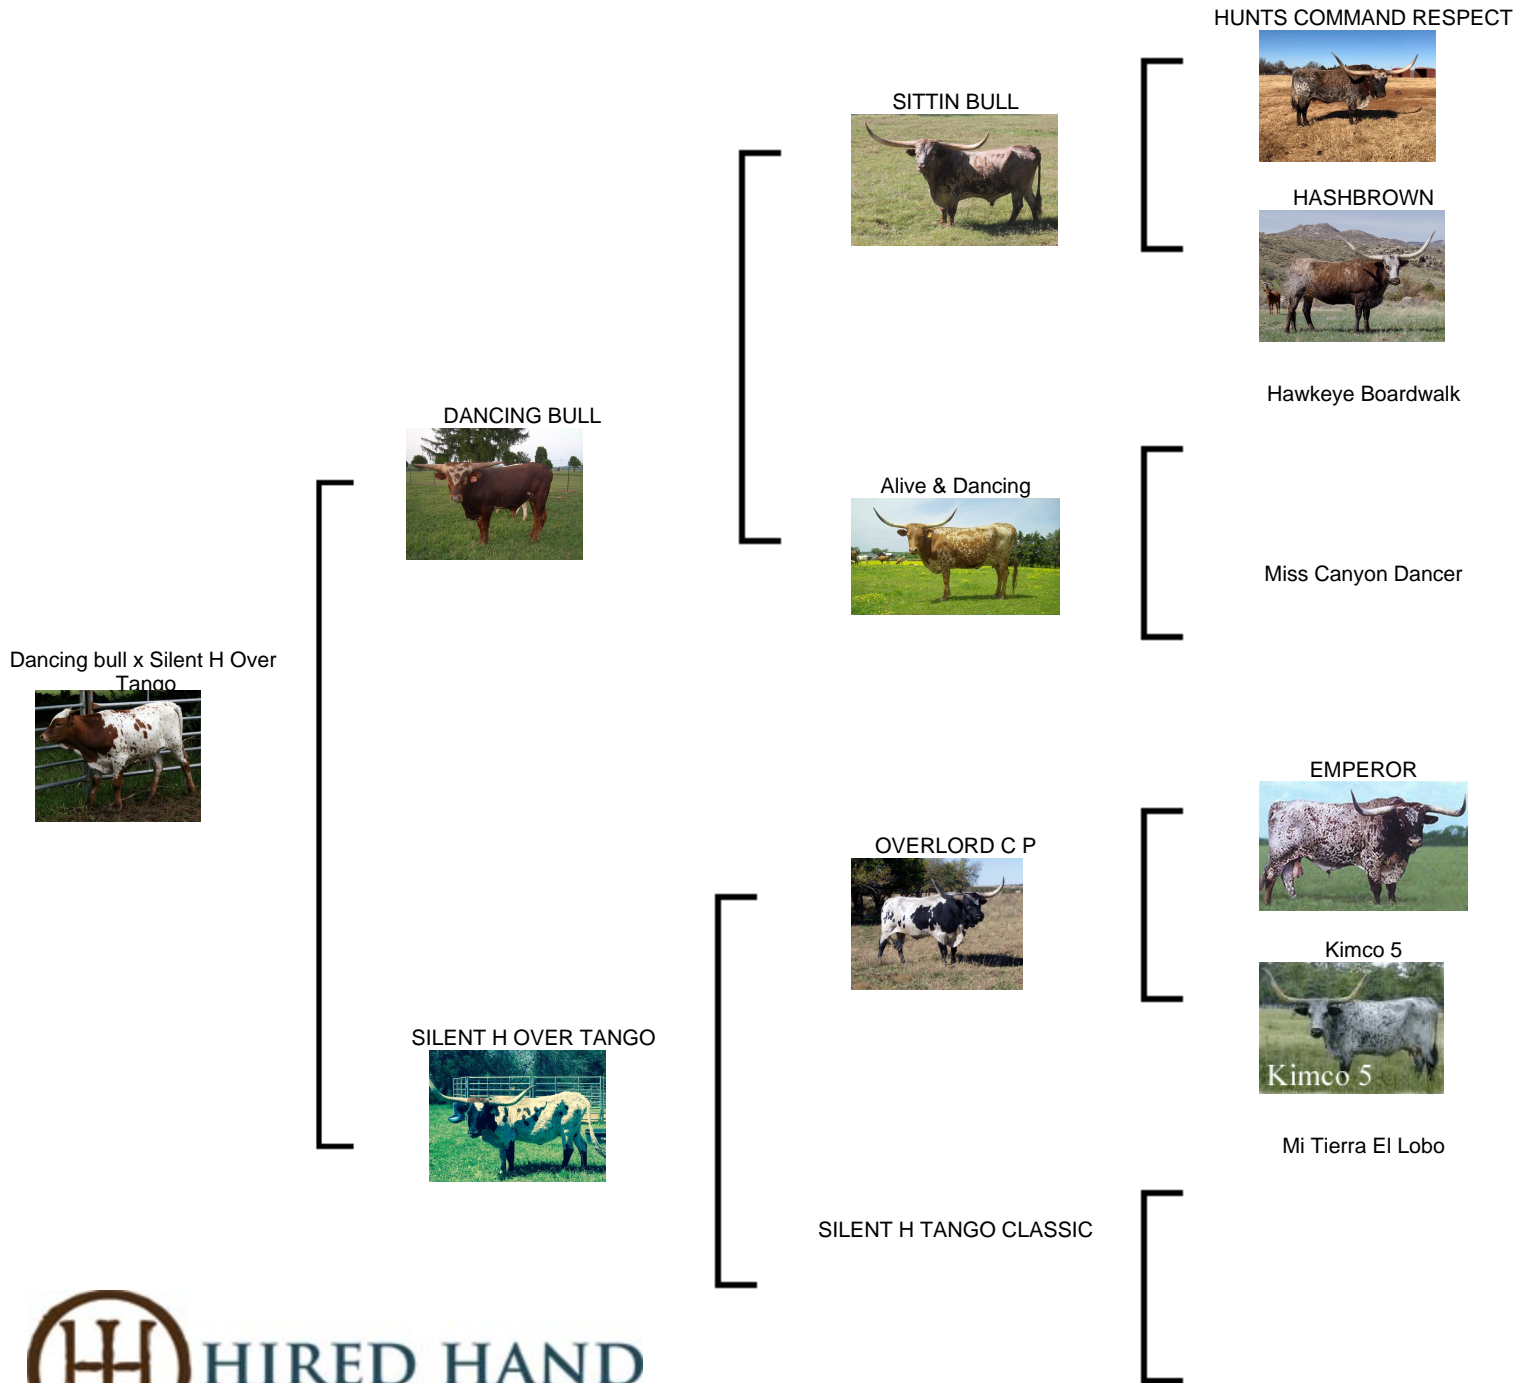 HUNTS COMMAND RESPECT
SITTIN BULL
HASHBROWN
Hawkeye Boardwalk
DANCING BULL
Alive & Dancing
Miss Canyon Dancer
Dancing bull x Silent H Over
Tango
EMPEROR
OVERLORD C P
Kimco 5
Kimco 5
SILENT H OVER TANGO
Mi Tierra El Lobo
SILENT H TANGO CLASSIC
HIRED HAND